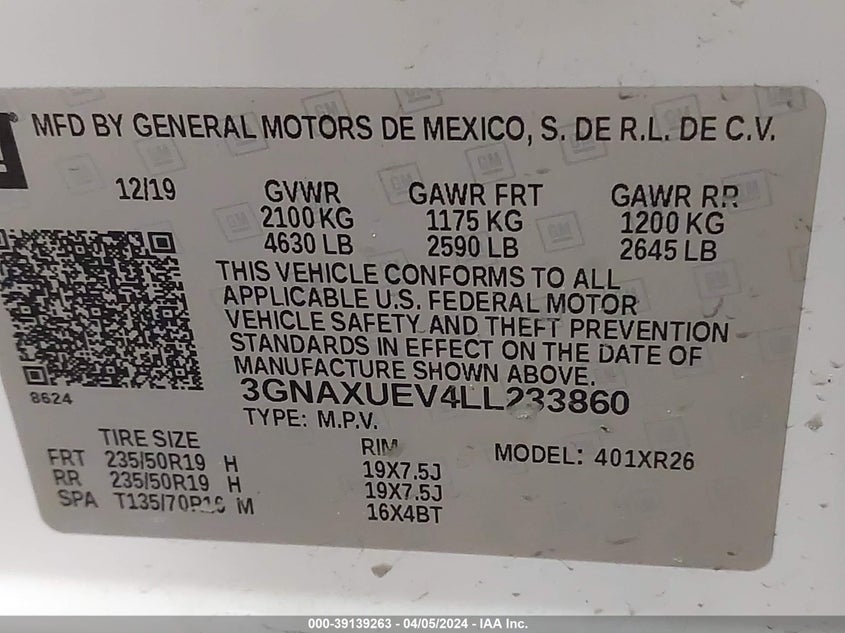 MFD BY GENERAL MOTORS DE MEXICO, S. DE R.L. DE C.V.
12/19 GVWR GAWR FRT GAWR RR
2100 KG 1175 KG 1200 KG
4630 LB 2590 LB 2645 LB
THIS VEHICLE CONFORMS TO ALL
APPLICABLE U.S. FEDERAL MOTOR
VEHICLE SAFETY AND THEFT PREVENTION
STANDARDS IN EFFECT ON THE DATE OF
MANUFACTURE SHOWN ABOVE.
8624 3GNAXUEV4LL233860
TYPE: M.P.V.
TIRE SIZE RIM MODEL: 401XR26
FRT 235/50R19 H 19X7.5J
RR 235/50R19 H 19X7.5J
SPA T135/70R16 M 16X4BT
000-39139263 - 04/05/2024 - IAA Inc.